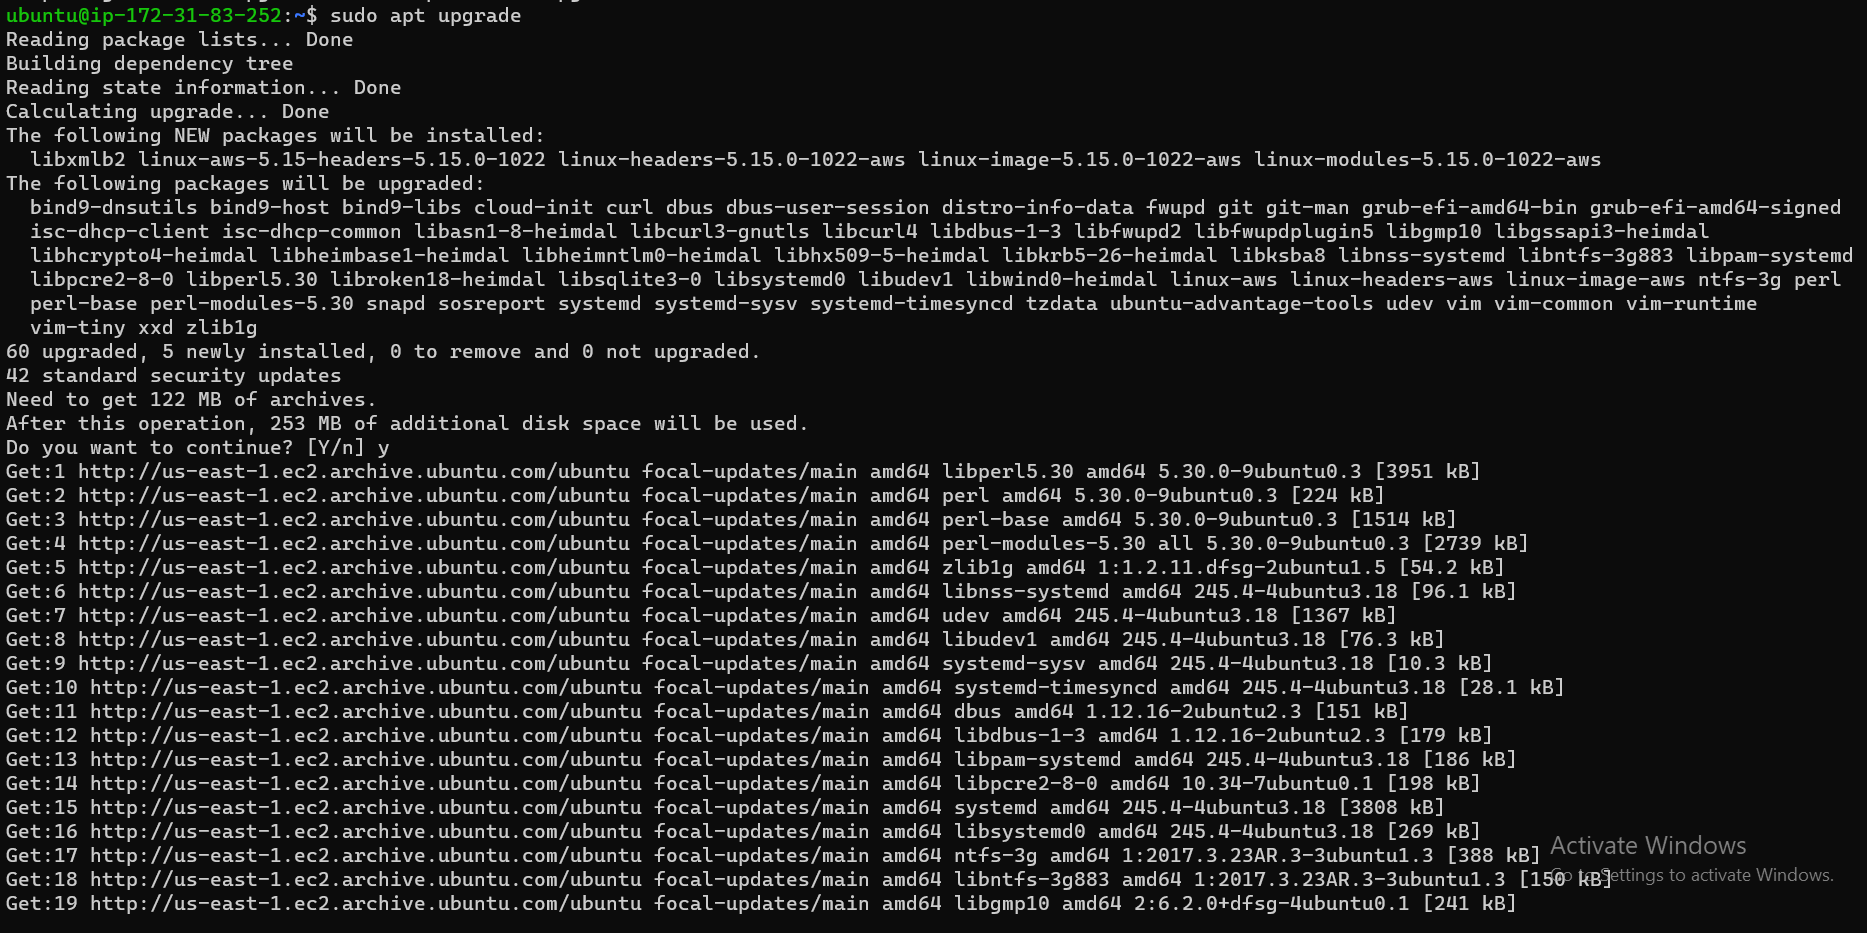 ubuntu@ip-172-31-83-252:~$ sudo apt upgrade
Reading package lists... Done
Building dependency tree
Reading state information... Done
Calculating upgrade... Done
The following NEW packages will be installed:
  libxmlb2 linux-aws-5.15-headers-5.15.0-1022 linux-headers-5.15.0-1022-aws linux-image-5.15.0-1022-aws linux-modules-5.15.0-1022-aws
The following packages will be upgraded:
  bind9-dnsutils bind9-host bind9-libs cloud-init curl dbus dbus-user-session distro-info-data fwupd git git-man grub-efi-amd64-bin grub-efi-amd64-signed
  isc-dhcp-client isc-dhcp-common libasn1-8-heimdal libcurl3-gnutls libcurl4 libdbus-1-3 libfwupd2 libfwupdplugin5 libgmp10 libgssapi3-heimdal
  libhcrypto4-heimdal libheimbase1-heimdal libheimntlm0-heimdal libhx509-5-heimdal libkrb5-26-heimdal libksba8 libnss-systemd libntfs-3g883 libpam-systemd
  libpcre2-8-0 libperl5.30 libroken18-heimdal libsqlite3-0 libsystemd0 libudev1 libwind0-heimdal linux-aws linux-headers-aws linux-image-aws ntfs-3g perl
  perl-base perl-modules-5.30 snapd sosreport systemd systemd-sysv systemd-timesyncd tzdata ubuntu-advantage-tools udev vim vim-common vim-runtime
  vim-tiny xxd zlib1g
60 upgraded, 5 newly installed, 0 to remove and 0 not upgraded.
42 standard security updates
Need to get 122 MB of archives.
After this operation, 253 MB of additional disk space will be used.
Do you want to continue? [Y/n] y
Get:1 http://us-east-1.ec2.archive.ubuntu.com/ubuntu focal-updates/main amd64 libperl5.30 amd64 5.30.0-9ubuntu0.3 [3951 kB]
Get:2 http://us-east-1.ec2.archive.ubuntu.com/ubuntu focal-updates/main amd64 perl amd64 5.30.0-9ubuntu0.3 [224 kB]
Get:3 http://us-east-1.ec2.archive.ubuntu.com/ubuntu focal-updates/main amd64 perl-base amd64 5.30.0-9ubuntu0.3 [1514 kB]
Get:4 http://us-east-1.ec2.archive.ubuntu.com/ubuntu focal-updates/main amd64 perl-modules-5.30 all 5.30.0-9ubuntu0.3 [2739 kB]
Get:5 http://us-east-1.ec2.archive.ubuntu.com/ubuntu focal-updates/main amd64 zlib1g amd64 1:1.2.11.dfsg-2ubuntu1.5 [54.2 kB]
Get:6 http://us-east-1.ec2.archive.ubuntu.com/ubuntu focal-updates/main amd64 libnss-systemd amd64 245.4-4ubuntu3.18 [96.1 kB]
Get:7 http://us-east-1.ec2.archive.ubuntu.com/ubuntu focal-updates/main amd64 udev amd64 245.4-4ubuntu3.18 [1367 kB]
Get:8 http://us-east-1.ec2.archive.ubuntu.com/ubuntu focal-updates/main amd64 libudev1 amd64 245.4-4ubuntu3.18 [76.3 kB]
Get:9 http://us-east-1.ec2.archive.ubuntu.com/ubuntu focal-updates/main amd64 systemd-sysv amd64 245.4-4ubuntu3.18 [10.3 kB]
Get:10 http://us-east-1.ec2.archive.ubuntu.com/ubuntu focal-updates/main amd64 systemd-timesyncd amd64 245.4-4ubuntu3.18 [28.1 kB]
Get:11 http://us-east-1.ec2.archive.ubuntu.com/ubuntu focal-updates/main amd64 dbus amd64 1.12.16-2ubuntu2.3 [151 kB]
Get:12 http://us-east-1.ec2.archive.ubuntu.com/ubuntu focal-updates/main amd64 libdbus-1-3 amd64 1.12.16-2ubuntu2.3 [179 kB]
Get:13 http://us-east-1.ec2.archive.ubuntu.com/ubuntu focal-updates/main amd64 libpam-systemd amd64 245.4-4ubuntu3.18 [186 kB]
Get:14 http://us-east-1.ec2.archive.ubuntu.com/ubuntu focal-updates/main amd64 libpcre2-8-0 amd64 10.34-7ubuntu0.1 [198 kB]
Get:15 http://us-east-1.ec2.archive.ubuntu.com/ubuntu focal-updates/main amd64 systemd amd64 245.4-4ubuntu3.18 [3808 kB]
Get:16 http://us-east-1.ec2.archive.ubuntu.com/ubuntu focal-updates/main amd64 libsystemd0 amd64 245.4-4ubuntu3.18 [269 kB]
Get:17 http://us-east-1.ec2.archive.ubuntu.com/ubuntu focal-updates/main amd64 ntfs-3g amd64 1:2017.3.23AR.3-3ubuntu1.3 [388 kB]
Get:18 http://us-east-1.ec2.archive.ubuntu.com/ubuntu focal-updates/main amd64 libntfs-3g883 amd64 1:2017.3.23AR.3-3ubuntu1.3 [150 kB]
Get:19 http://us-east-1.ec2.archive.ubuntu.com/ubuntu focal-updates/main amd64 libgmp10 amd64 2:6.2.0+dfsg-4ubuntu0.1 [241 kB]
Activate Windows
Go to Settings to activate Windows.